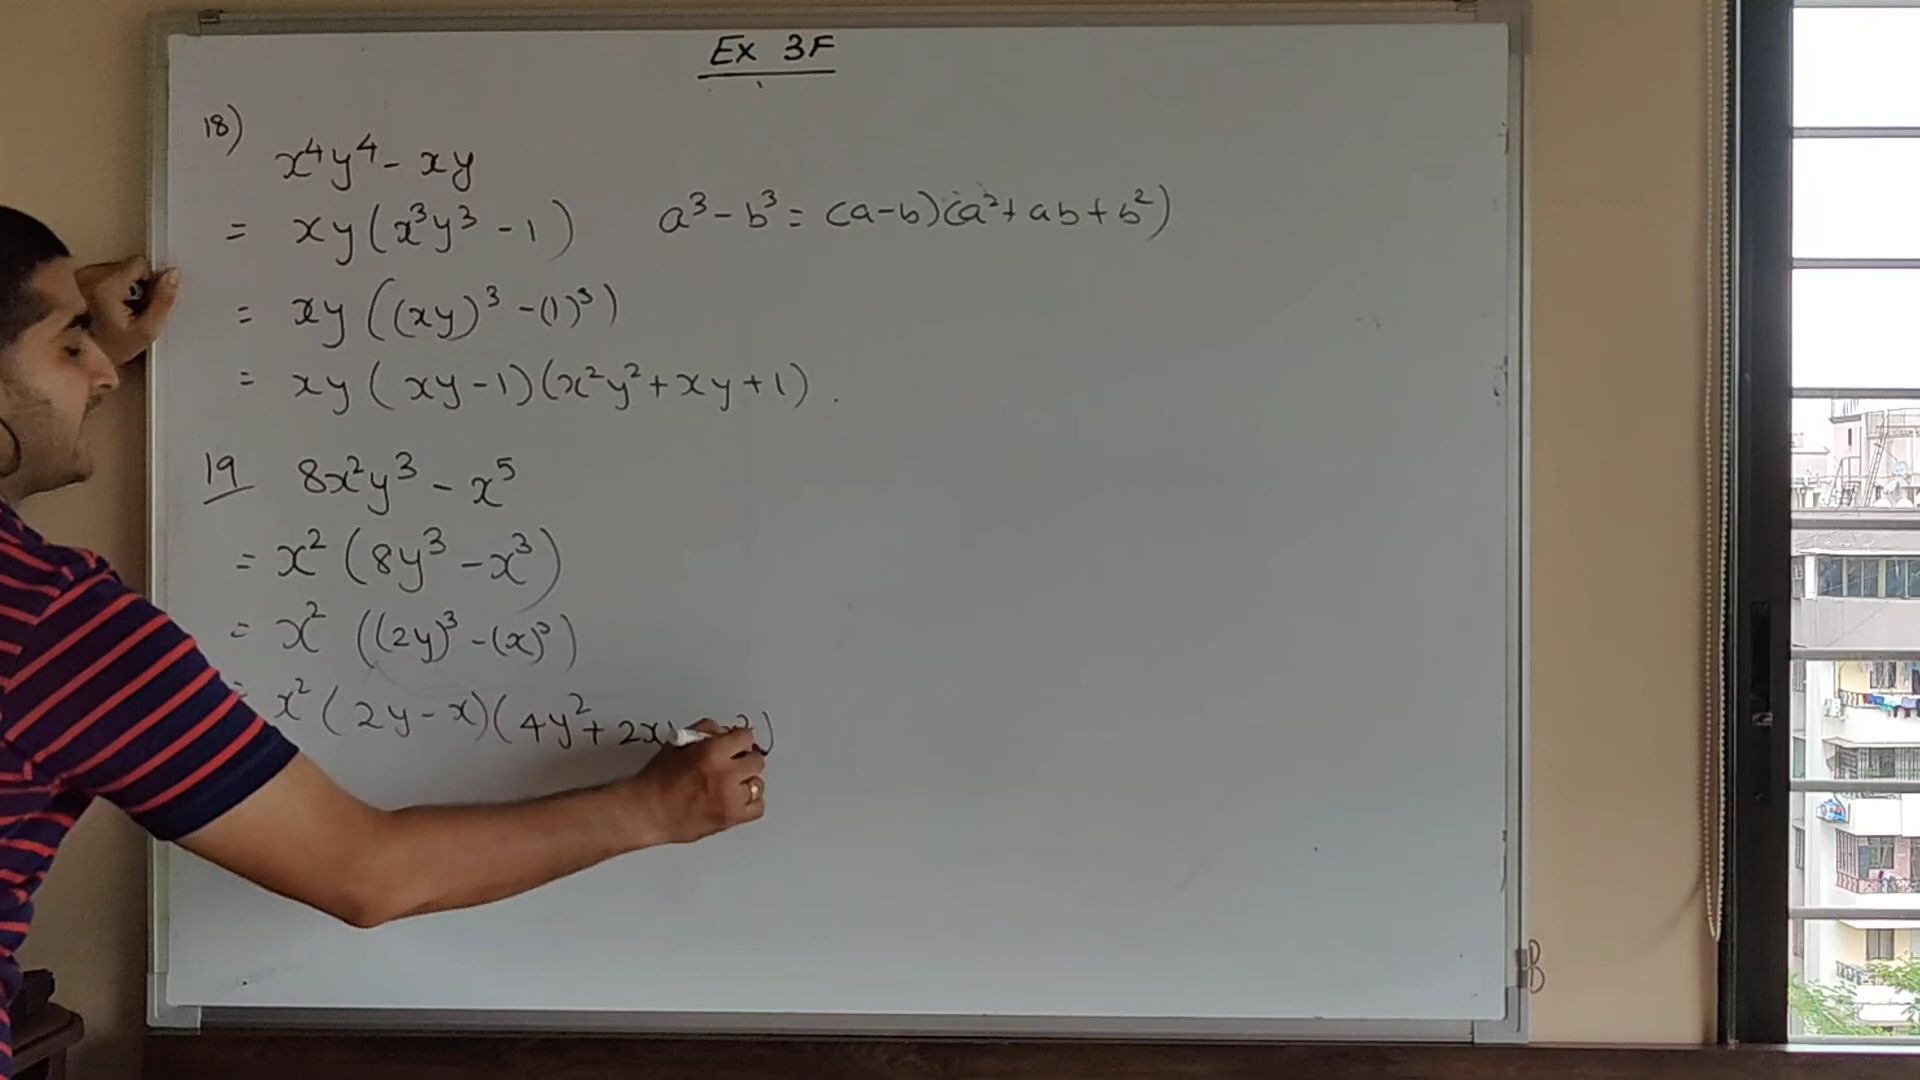 Ex 3F
18)
x⁴y⁴ - xy
= xy(x³y³ - 1) a³ - b³ = (a-b)(a² + ab + b²)
= xy((xy)³ - (1)³)
= xy(xy-1)(x²y² + xy + 1).
19 8x²y³ - x⁵
= x²(8y³ - x³)
= x² ((2y)³ - (x)³)
= x²(2y - x)(4y² + 2x